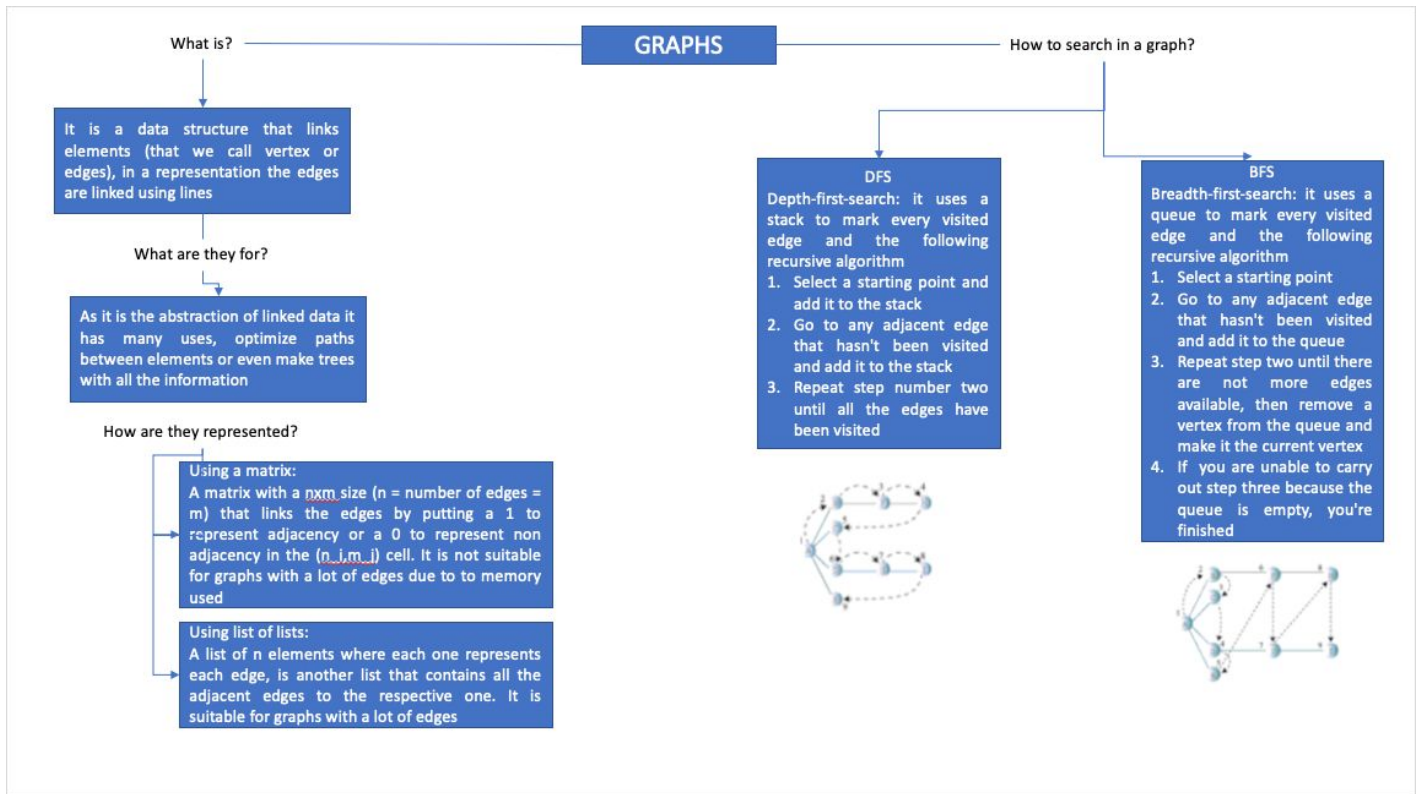 GRAPHS
What is?
It is a data structure that links
elements (that we call vertex or
edges), in a representation the edges
are linked using lines
What are they for?
As it is the abstraction of linked data it
has many uses, optimize paths
between elements or even make trees
with all the information
How are they represented?
Using a matrix:
A matrix with a nxm size (n = number of edges =
m) that links the edges by putting a 1 to
represent adjacency or a 0 to represent non
adjacency in the (n_i,m_j) cell. It is not suitable
for graphs with a lot of edges due to to memory
used
Using list of lists:
A list of n elements where each one represents
each edge, is another list that contains all the
adjacent edges to the respective one. It is
suitable for graphs with a lot of edges
How to search in a graph?
DFS
Depth-first-search: it uses a
stack to mark every visited
edge and the following
recursive algorithm
1. Select a starting point and
add it to the stack
2. Go to any adjacent edge
that hasn't been visited
and add it to the stack
3. Repeat step number two
until all the edges have
been visited
BFS
Breadth-first-search: it uses a
queue to mark every visited
edge and the following
recursive algorithm
1. Select a starting point
2. Go to any adjacent edge
that hasn't been visited
and add it to the queue
3. Repeat step two until there
are not more edges
available, then remove a
vertex from the queue and
make it the current vertex
4. If you are unable to carry
out step three because the
queue is empty, you're
finished